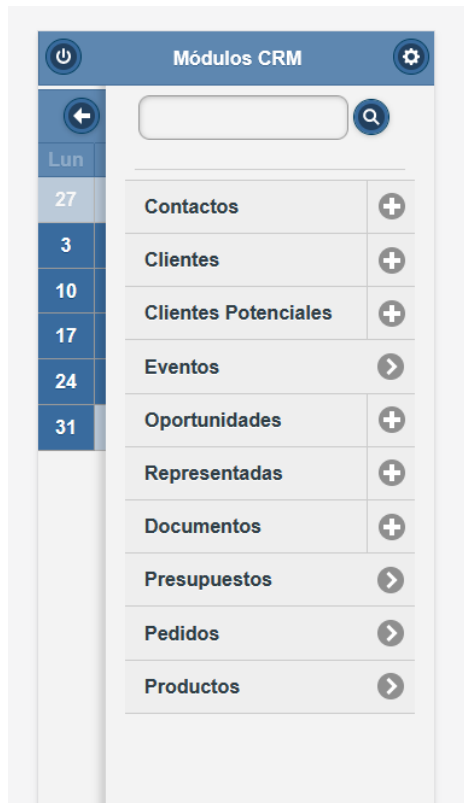 Módulos CRM
Lun
27
3
10
17
24
31
Contactos
Clientes
Clientes Potenciales
Eventos
Oportunidades
Representadas
Documentos
Presupuestos
Pedidos
Productos